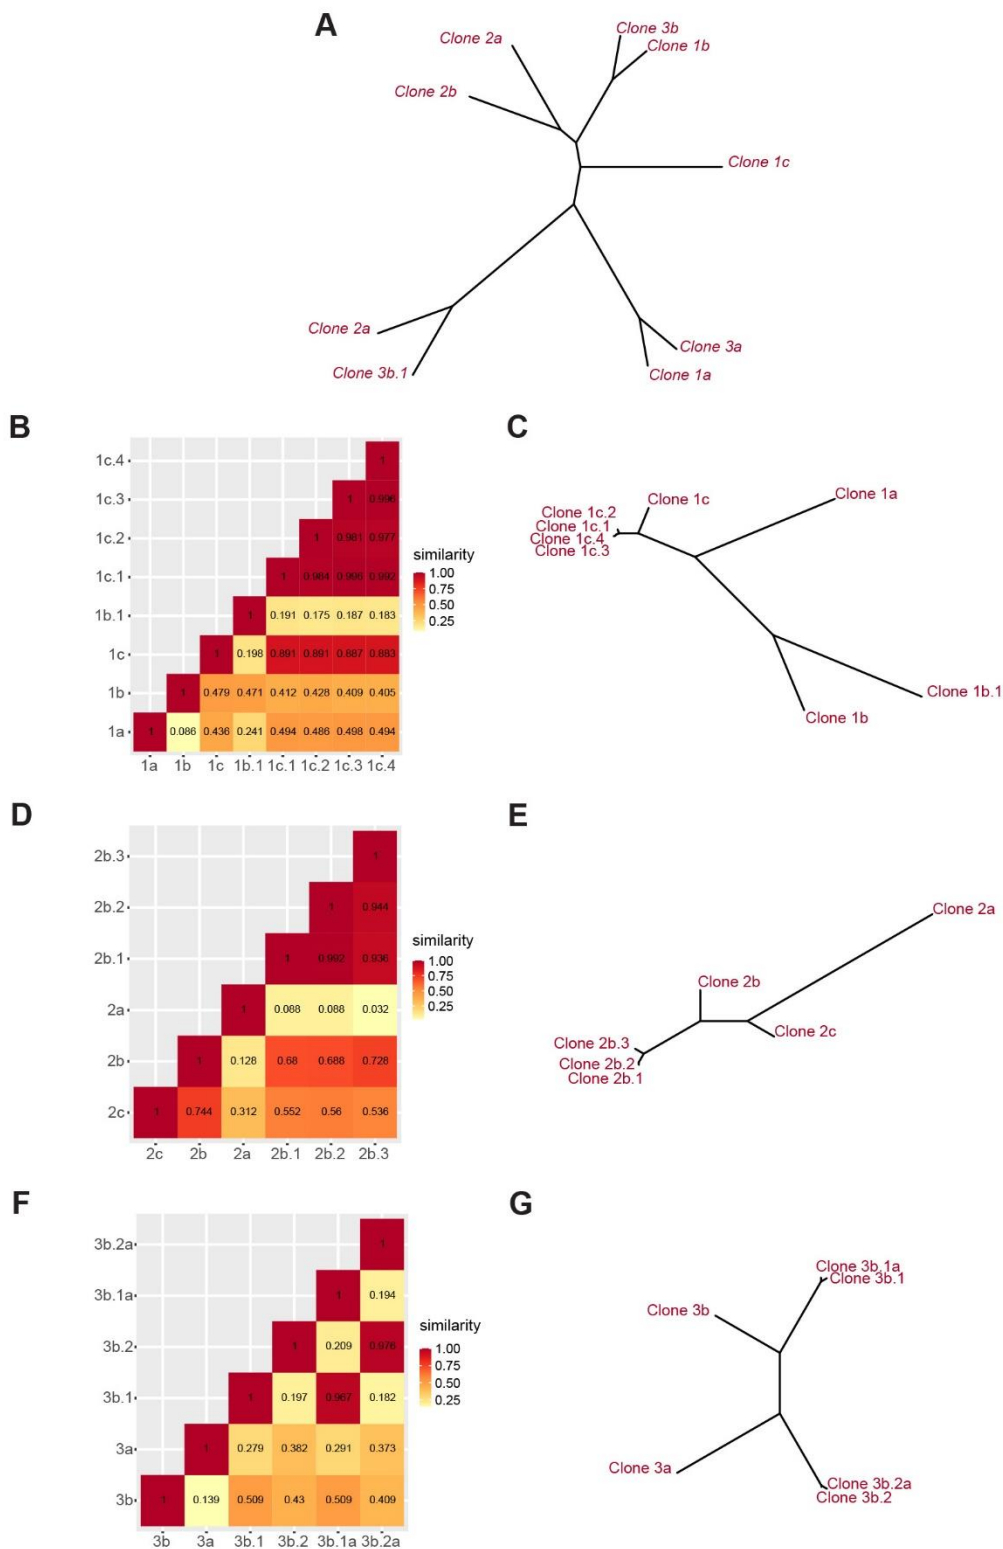 A
Clone 2a
Clone 3b
Clone 1b
Clone 2b
Clone 1c
Clone 2a
Clone 3b.1
Clone 3a
Clone 1a
B
1c.4
1
1c.3
1 0.996
1c.2
1 0.981 0.977
1c.1
1 0.984 0.996 0.992
1b.1
1 0.191 0.175 0.187 0.183
1c
1 0.198 0.891 0.891 0.887 0.883
1b
1 0.479 0.471 0.412 0.428 0.409 0.405
1a
1 0.086 0.436 0.241 0.494 0.486 0.498 0.494
1a 1b 1c 1b.1 1c.1 1c.2 1c.3 1c.4
similarity
1.00
0.75
0.50
0.25
C
Clone 1c
Clone 1a
Clone 1c.2
Clone 1c.1
Clone 1c.4
Clone 1c.3
Clone 1b.1
Clone 1b
D
2b.3
1
2b.2
1 0.944
2b.1
1 0.992 0.936
2a
1 0.088 0.088 0.032
2b
1 0.128 0.68 0.688 0.728
2c
1 0.744 0.312 0.552 0.56 0.536
2c 2b 2a 2b.1 2b.2 2b.3
similarity
1.00
0.75
0.50
0.25
E
Clone 2a
Clone 2b
Clone 2c
Clone 2b.3
Clone 2b.2
Clone 2b.1
F
3b.2a
1
3b.1a
1 0.194
3b.2
1 0.209 0.976
3b.1
1 0.197 0.967 0.182
3a
1 0.279 0.382 0.291 0.373
3b
1 0.139 0.509 0.43 0.509 0.409
3b 3a 3b.1 3b.2 3b.1a 3b.2a
similarity
1.00
0.75
0.50
0.25
G
Clone 3b.1a
Clone 3b.1
Clone 3b
Clone 3a
Clone 3b.2a
Clone 3b.2